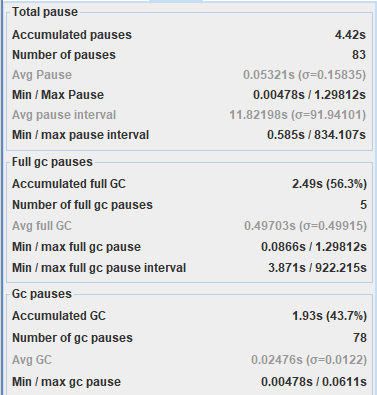 Total pause
Accumulated pauses 4.42s
Number of pauses 83
Avg Pause 0.05321s (σ=0.15835)
Min / Max Pause 0.00478s / 1.29812s
Avg pause interval 11.82198s (σ=91.94101)
Min / max pause interval 0.585s / 834.107s
Full gc pauses
Accumulated full GC 2.49s (56.3%)
Number of full gc pauses 5
Avg full GC 0.49703s (σ=0.49915)
Min / max full gc pause 0.0866s / 1.29812s
Min / max full gc pause interval 3.871s / 922.215s
Gc pauses
Accumulated GC 1.93s (43.7%)
Number of gc pauses 78
Avg GC 0.02476s (σ=0.0122)
Min / max gc pause 0.00478s / 0.0611s